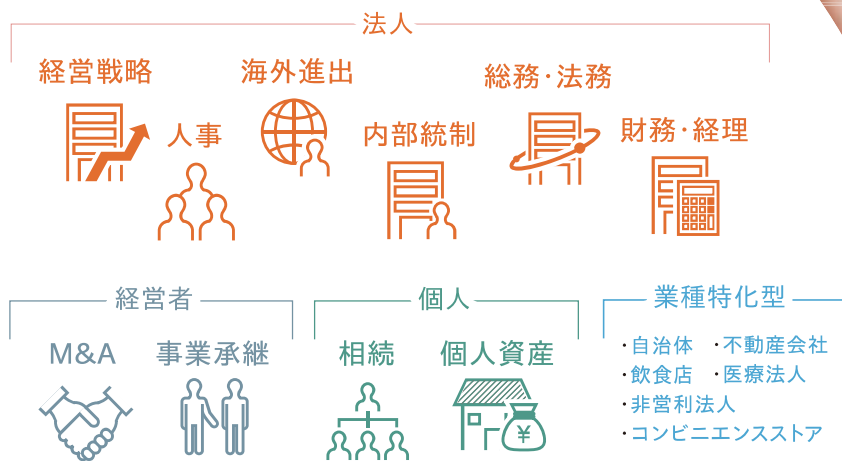 法人
経営戦略
人事
海外進出
内部統制
総務・法務
財務・経理
経営者
M&A
事業承継
個人
相続
個人資産
¥
業種特化型
・自治体 ・不動産会社
・飲食店 ・医療法人
・非営利法人
・コンビニエンスストア